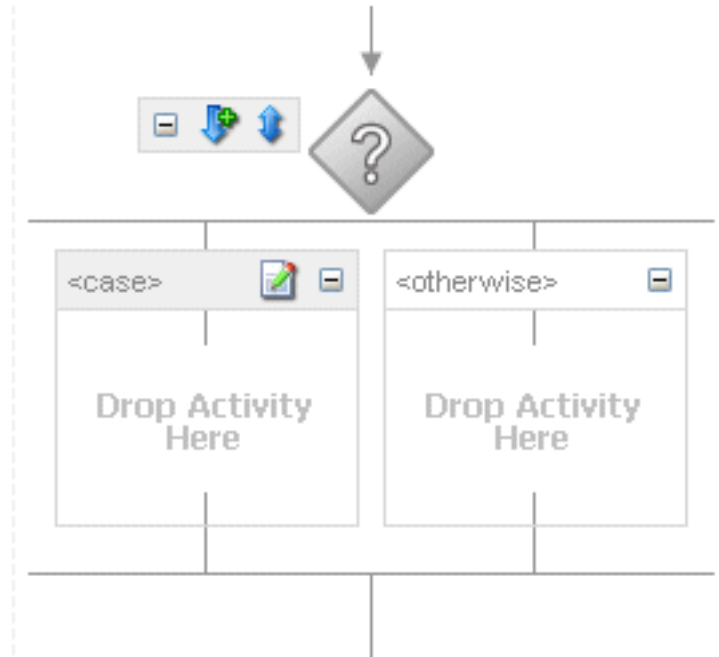 ?
<case>
<otherwise>
Drop Activity
Here
Drop Activity
Here